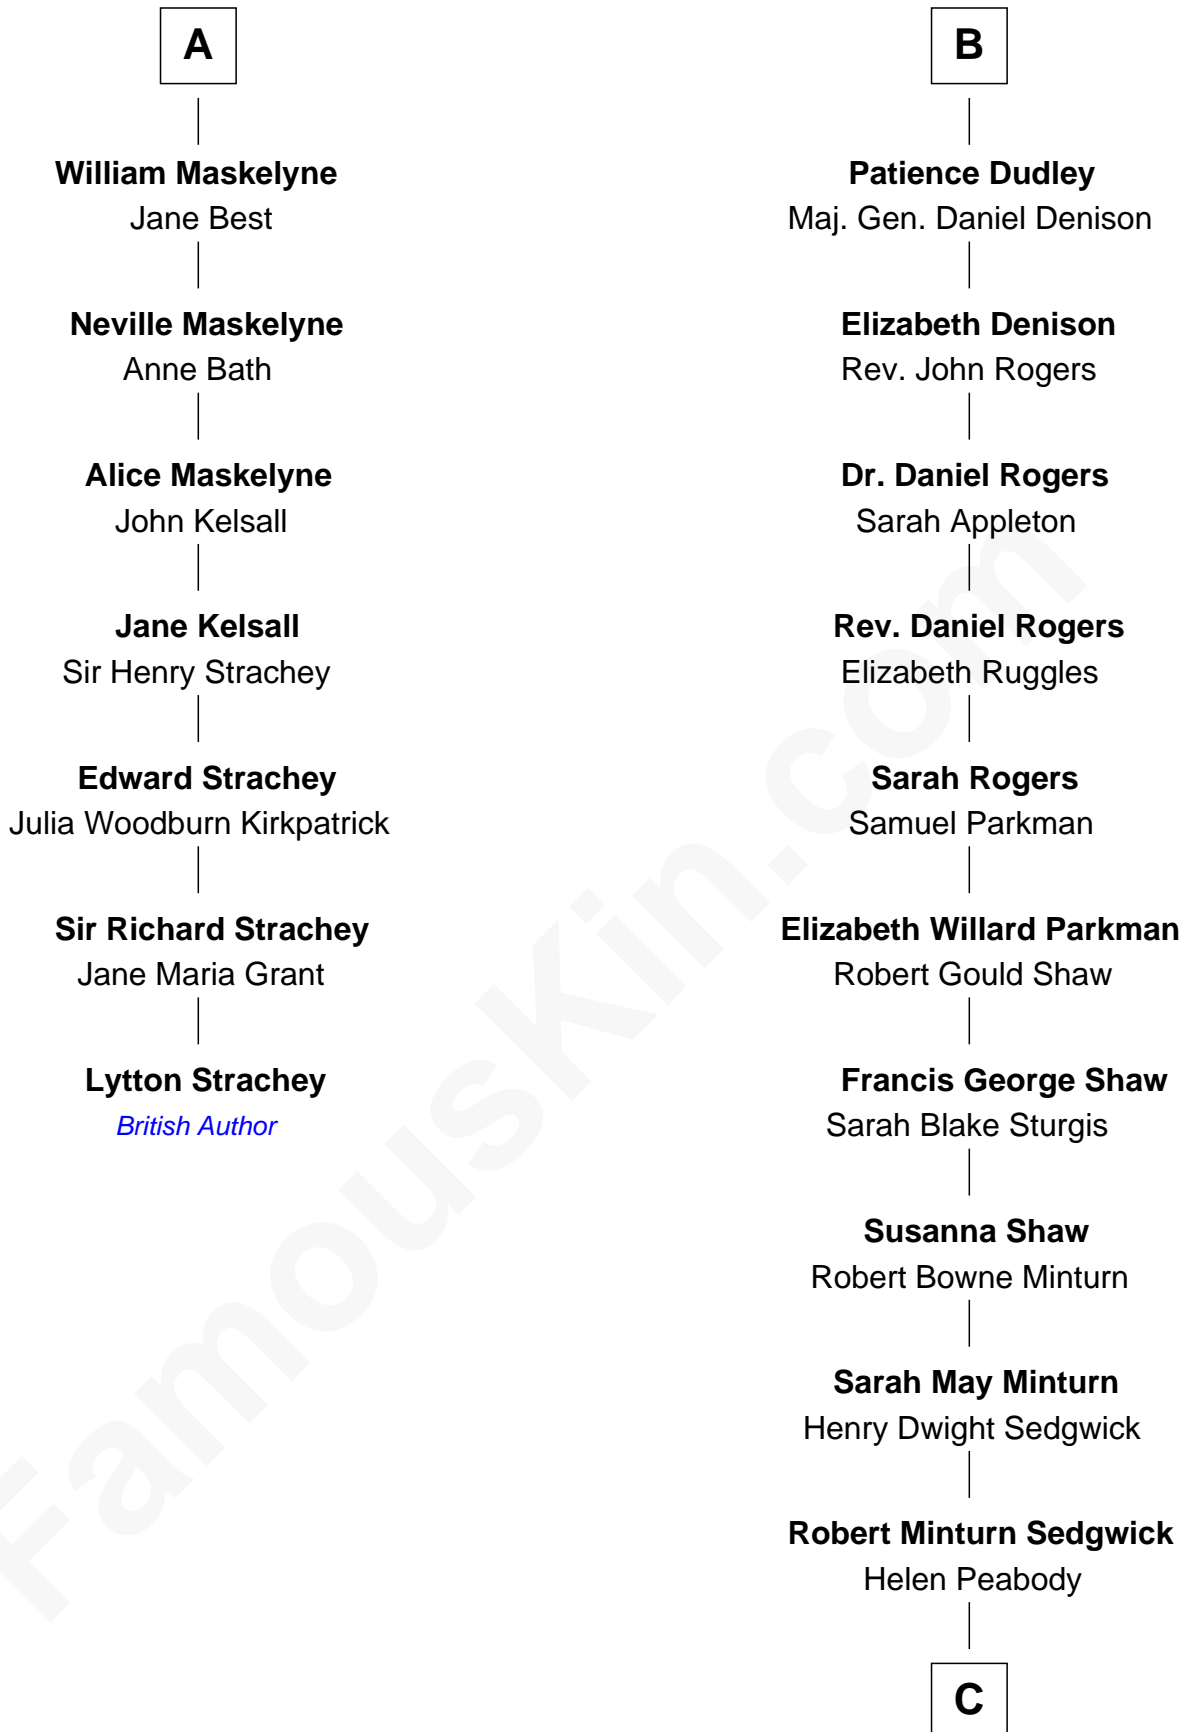 A
William Maskelyne
Jane Best
Neville Maskelyne
Anne Bath
Alice Maskelyne
John Kelsall
Jane Kelsall
Sir Henry Strachey
Edward Strachey
Julia Woodburn Kirkpatrick
Sir Richard Strachey
Jane Maria Grant
Lytton Strachey
British Author
B
Patience Dudley
Maj. Gen. Daniel Denison
Elizabeth Denison
Rev. John Rogers
Dr. Daniel Rogers
Sarah Appleton
Rev. Daniel Rogers
Elizabeth Ruggles
Sarah Rogers
Samuel Parkman
Elizabeth Willard Parkman
Robert Gould Shaw
Francis George Shaw
Sarah Blake Sturgis
Susanna Shaw
Robert Bowne Minturn
Sarah May Minturn
Henry Dwight Sedgwick
Robert Minturn Sedgwick
Helen Peabody
C
FamousKin.com